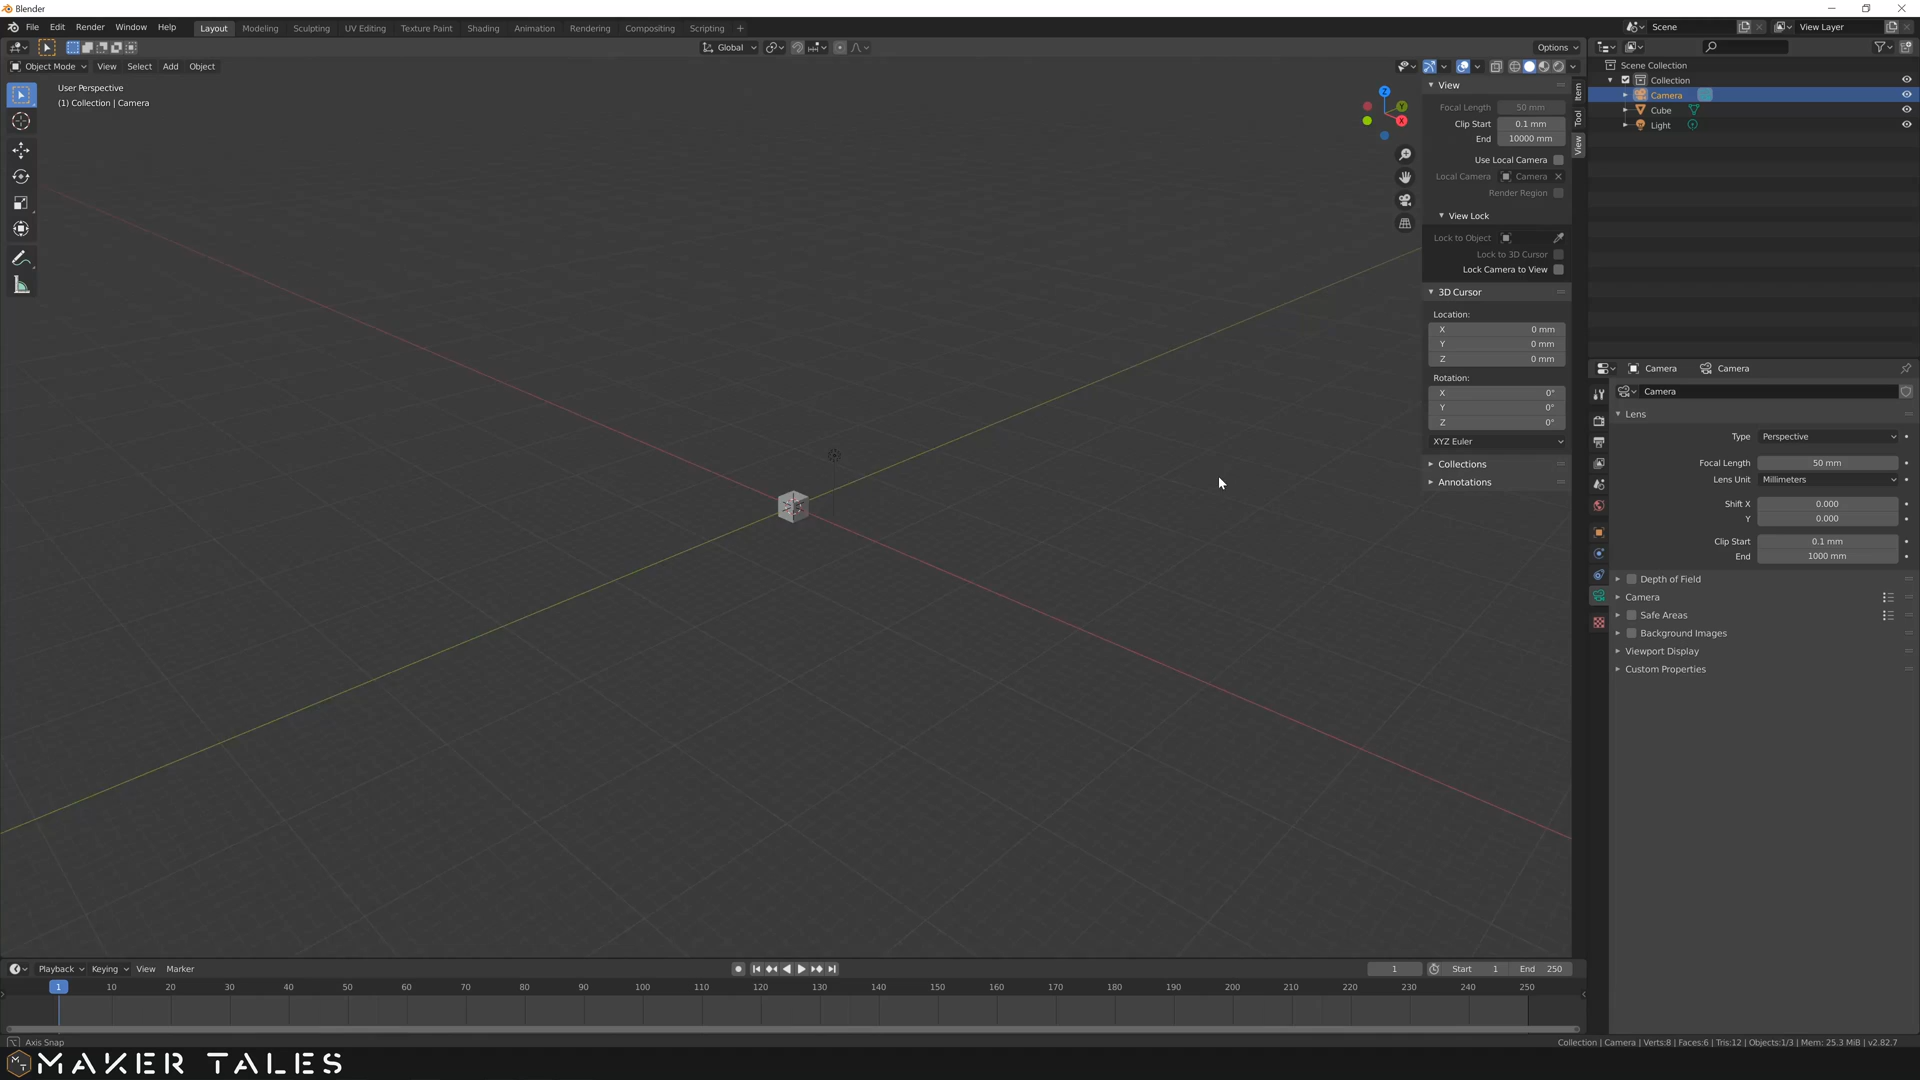 Blender
File Edit Render Window Help Layout Modeling Sculpting UV Editing Texture Paint Shading Animation Rendering Compositing Scripting + Scene View Layer
Global Options
Object Mode View Select Add Object
User Perspective
(1) Collection | Camera
Z
Y
X
View
Focal Length 50 mm
Clip Start 0.1 mm
End 10000 mm
Use Local Camera
Local Camera Camera
Render Region
View Lock
Lock to Object
Lock to 3D Cursor
Lock Camera to View
3D Cursor
Location:
X 0 mm
Y 0 mm
Z 0 mm
Rotation:
X 0°
Y 0°
Z 0°
XYZ Euler
Collections
Annotations
Item
Tool
View
Scene Collection
Collection
Camera
Cube
Light
Camera Camera
Camera
Lens
Type Perspective
Focal Length 50 mm
Lens Unit Millimeters
Shift X 0.000
Y 0.000
Clip Start 0.1 mm
End 1000 mm
Depth of Field
Camera
Safe Areas
Background Images
Viewport Display
Custom Properties
Playback Keying View Marker 1 Start 1 End 250
1 10 20 30 40 50 60 70 80 90 100 110 120 130 140 150 160 170 180 190 200 210 220 230 240 250
Axis Snap
Collection | Camera | Verts:8 | Faces:6 | Tris:12 | Objects:1/3 | Mem: 25.3 MiB | v2.82.7
MAKER TALES